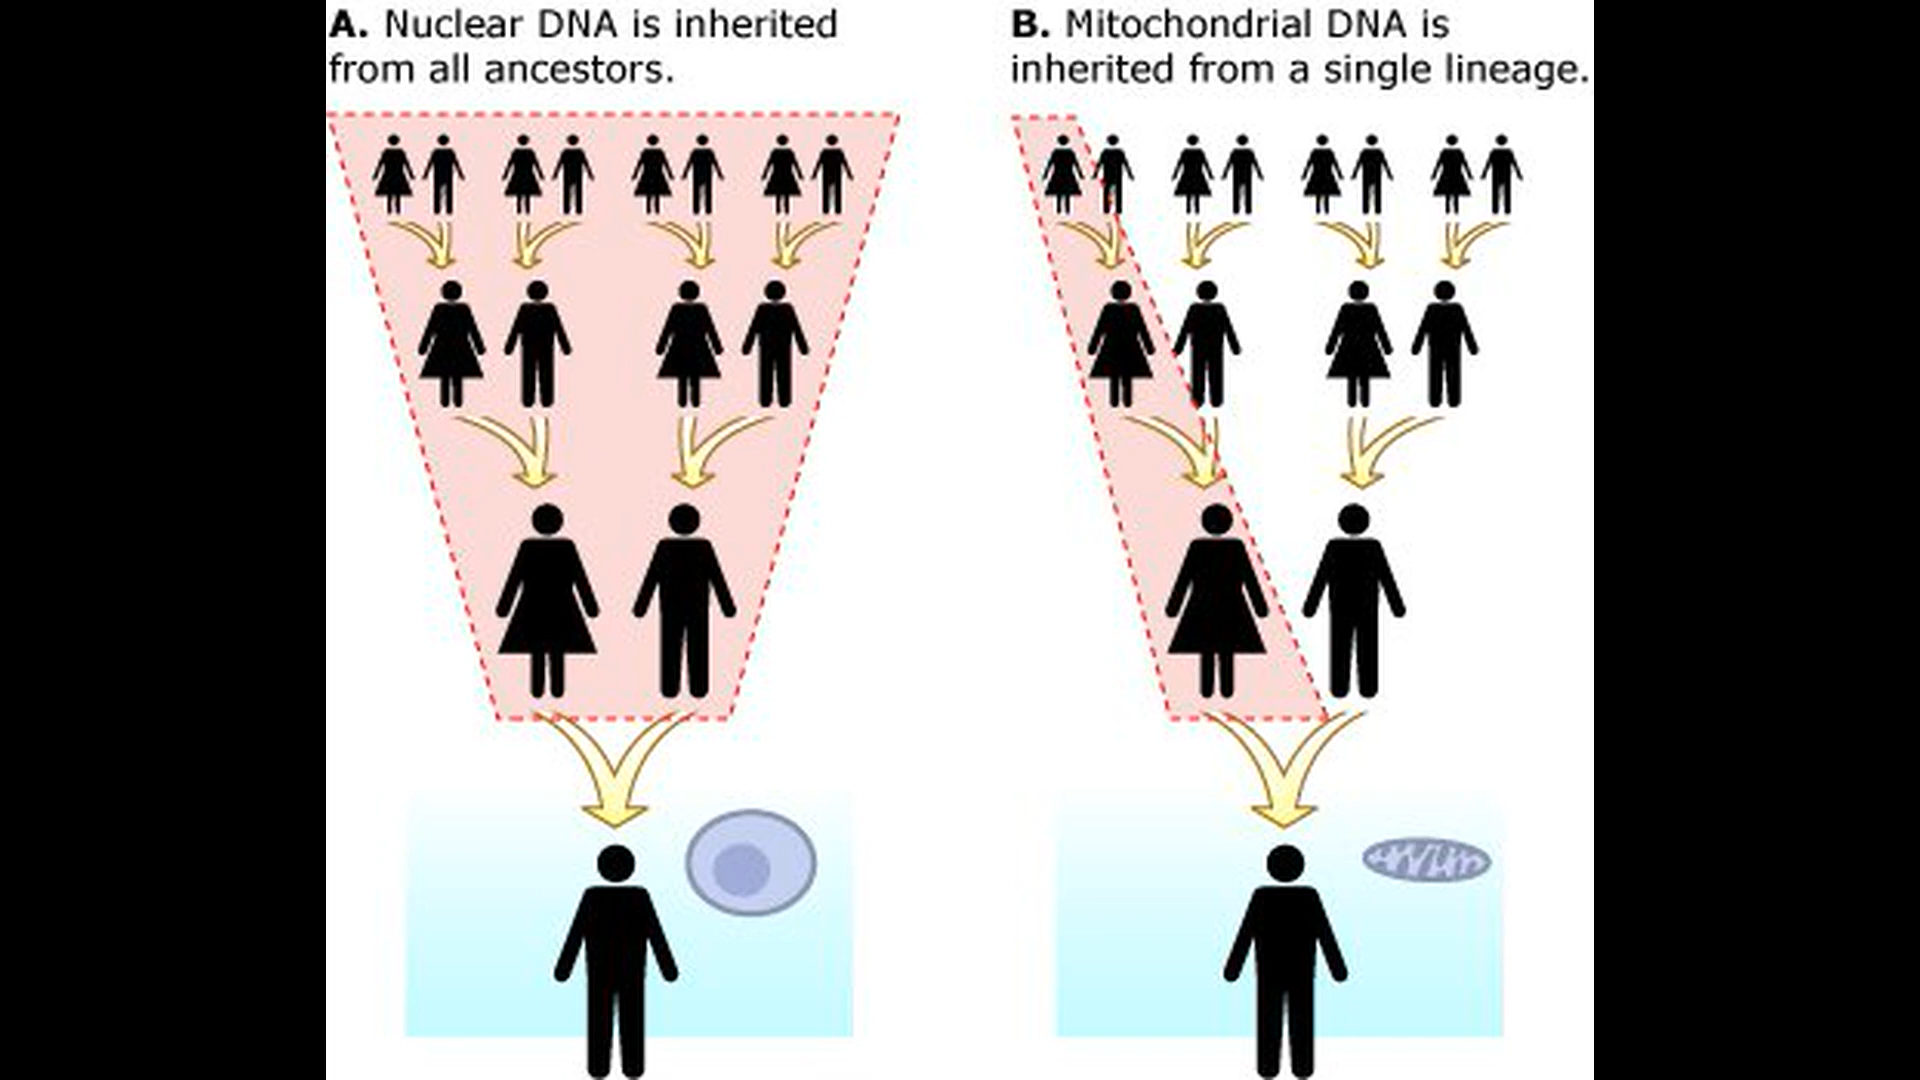 A. Nuclear DNA is inherited
from all ancestors.
B. Mitochondrial DNA is
inherited from a single lineage.